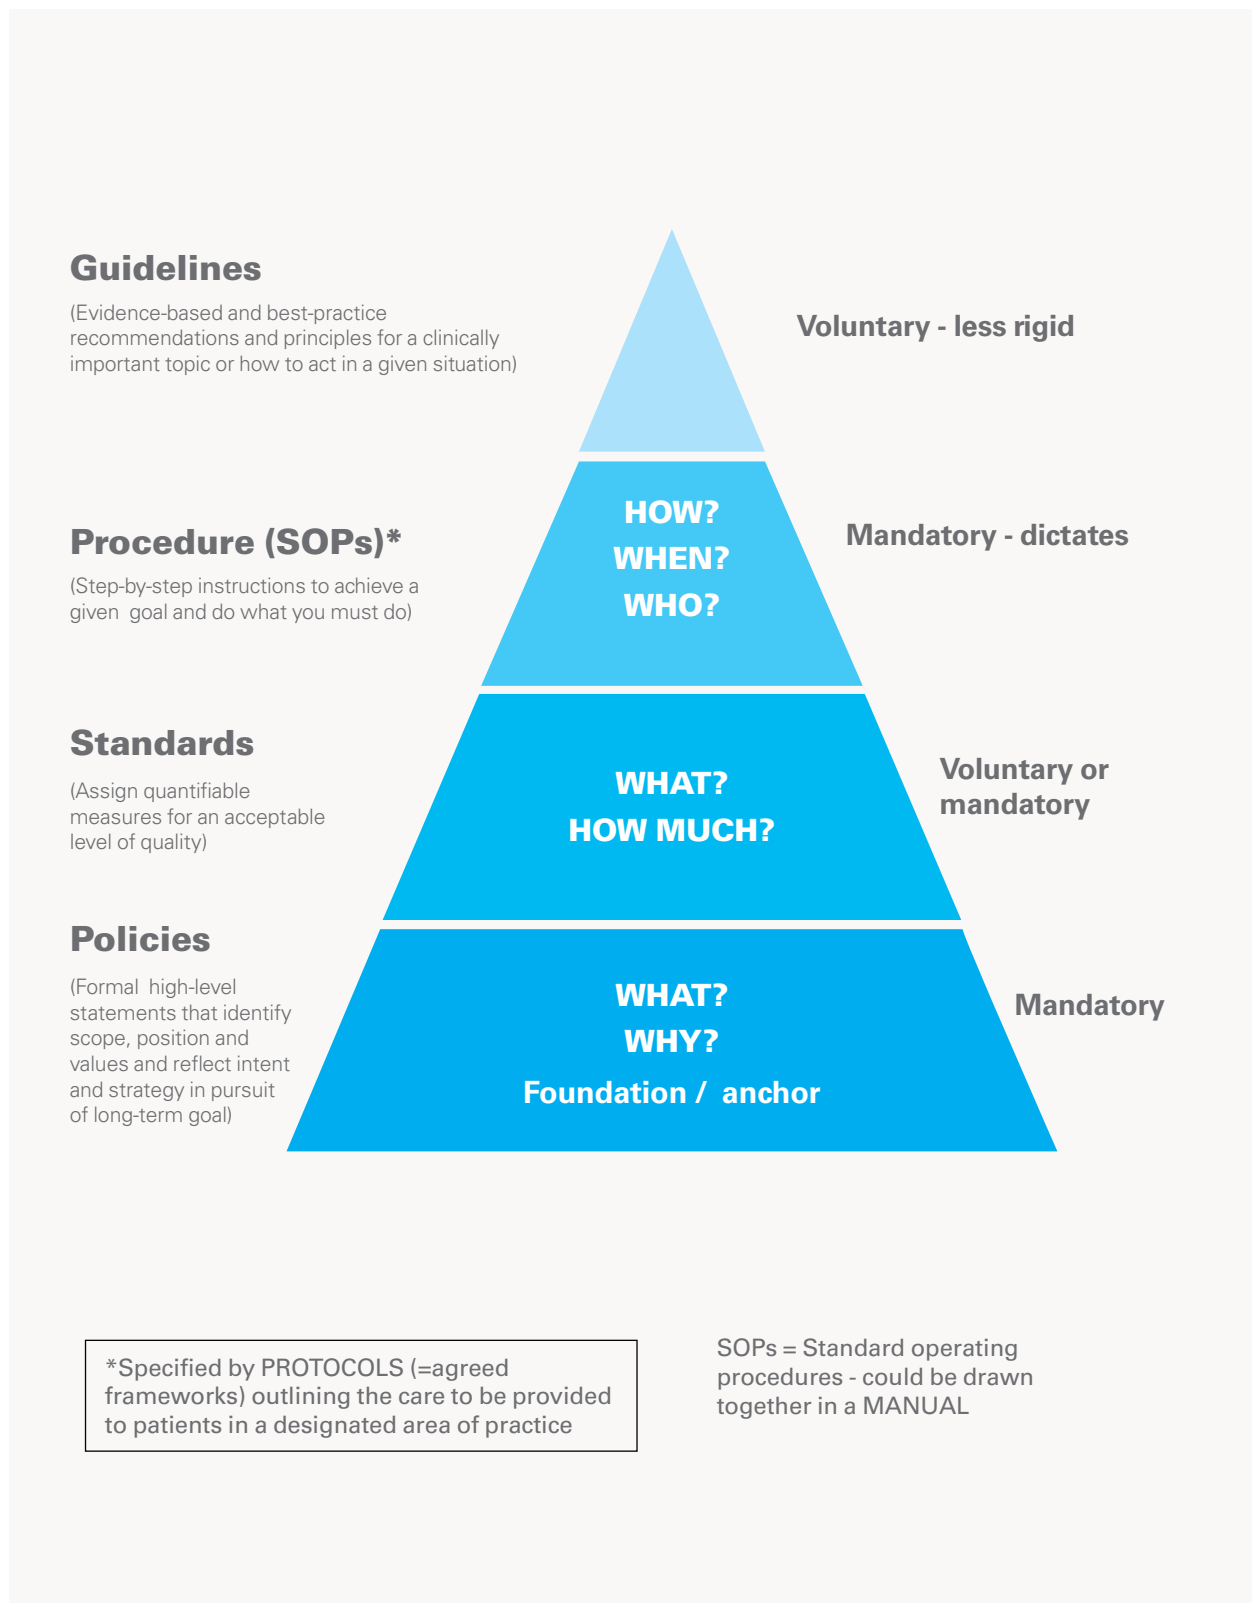 Guidelines
(Evidence-based and best-practice
recommendations and principles for a clinically
important topic or how to act in a given situation)
Voluntary - less rigid
Procedure (SOPs)*
(Step-by-step instructions to achieve a
given goal and do what you must do)
HOW?
WHEN?
WHO?
Mandatory - dictates
Standards
(Assign quantifiable
measures for an acceptable
level of quality)
WHAT?
HOW MUCH?
Voluntary or
mandatory
Policies
(Formal high-level
statements that identify
scope, position and
values and reflect intent
and strategy in pursuit
of long-term goal)
WHAT?
WHY?
Foundation / anchor
Mandatory
*Specified by PROTOCOLS (=agreed
frameworks) outlining the care to be provided
to patients in a designated area of practice
SOPs = Standard operating
procedures - could be drawn
together in a MANUAL